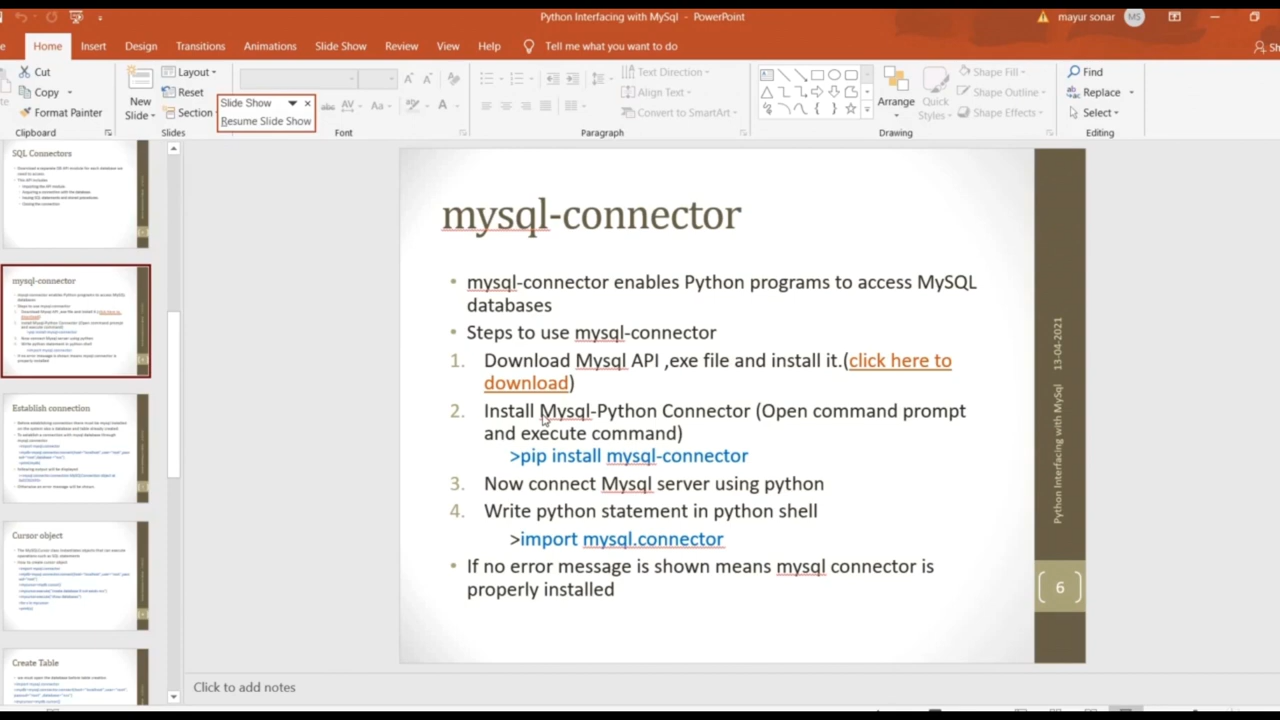 Python Interfacing with MySql - PowerPoint
mayur sonar
MS
Home
Insert
Design
Transitions
Animations
Slide Show
Review
View
Help
Tell me what you want to do
Cut
Copy
Format Painter
Clipboard
New
Slide
Layout
Reset
Section
Slides
Slide Show
Resume Slide Show
Font
Text Direction
Align Text
Convert to SmartArt
Paragraph
Arrange
Quick
Styles
Shape Fill
Shape Outline
Shape Effects
Drawing
Find
Replace
Select
Editing
SQL Connectors
mysql-connector
Establish connection
Cursor object
Create Table
mysql-connector
mysql-connector enables Python programs to access MySQL
databases
Steps to use mysql-connector
1. Download Mysql API ,exe file and install it.(click here to
download)
2. Install Mysql-Python Connector (Open command prompt
and execute command)
>pip install mysql-connector
3. Now connect Mysql server using python
4. Write python statement in python shell
>import mysql.connector
If no error message is shown means mysql connector is
properly installed
Python Interfacing with MySql 13-04-2021
6
Click to add notes